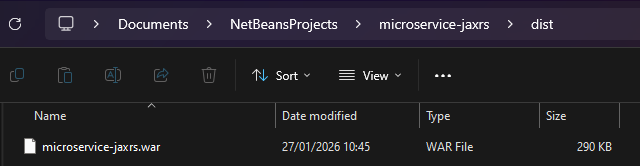 Documents > NetBeansProjects > microservice-jaxrs > dist
Sort View
Name Date modified Type Size
microservice-jaxrs.war 27/01/2026 10:45 WAR File 290 KB